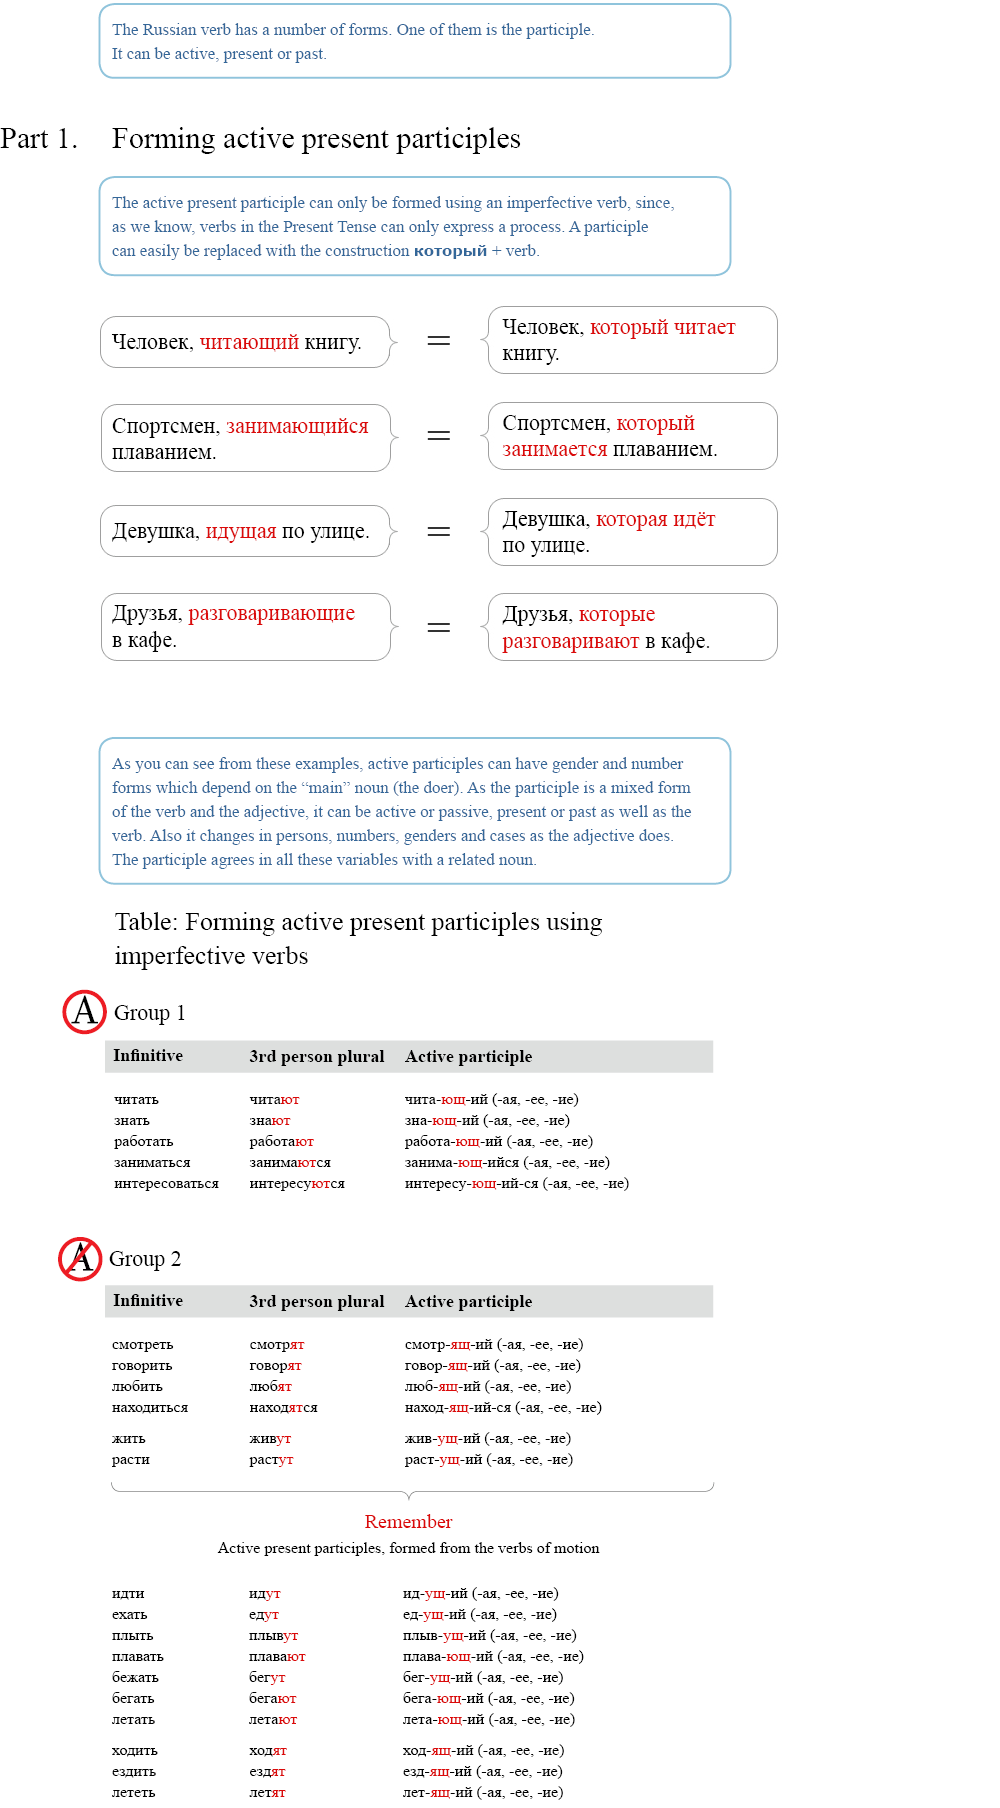 The Russian verb has a number of forms. One of them is the participle.
It can be active, present or past.
Part 1. Forming active present participles
The active present participle can only be formed using an imperfective verb, since,
as we know, verbs in the Present Tense can only express a process. A participle
can easily be replaced with the construction который + verb.
Человек, читающий книгу.
=
Человек, который читает
книгу.
Спортсмен, занимающийся
плаванием.
=
Спортсмен, который
занимается плаванием.
Девушка, идущая по улице.
=
Девушка, которая идёт
по улице.
Друзья, разговаривающие
в кафе.
=
Друзья, которые
разговаривают в кафе.
As you can see from these examples, active participles can have gender and number
forms which depend on the “main” noun (the doer). As the participle is a mixed form
of the verb and the adjective, it can be active or passive, present or past as well as the
verb. Also it changes in persons, numbers, genders and cases as the adjective does.
The participle agrees in all these variables with a related noun.
Table: Forming active present participles using
imperfective verbs
A Group 1
Infinitive 3rd person plural Active participle
читать читают чита-ющ-ий (-ая, -ее, -ие)
знать знают зна-ющ-ий (-ая, -ее, -ие)
работать работают работа-ющ-ий (-ая, -ее, -ие)
заниматься занимаются занима-ющ-ийся (-ая, -ее, -ие)
интересоваться интересуются интересу-ющ-ий-ся (-ая, -ее, -ие)
A Group 2
Infinitive 3rd person plural Active participle
смотреть смотрят смотр-ящ-ий (-ая, -ее, -ие)
говорить говорят говор-ящ-ий (-ая, -ее, -ие)
любить любят люб-ящ-ий (-ая, -ее, -ие)
находиться находятся наход-ящ-ий-ся (-ая, -ее, -ие)
жить живут жив-ущ-ий (-ая, -ее, -ие)
расти растут раст-ущ-ий (-ая, -ее, -ие)
Remember
Active present participles, formed from the verbs of motion
идти идут ид-ущ-ий (-ая, -ее, -ие)
ехать едут ед-ущ-ий (-ая, -ее, -ие)
плыть плывут плыв-ущ-ий (-ая, -ее, -ие)
плавать плавают плава-ющ-ий (-ая, -ее, -ие)
бежать бегут бег-ущ-ий (-ая, -ее, -ие)
бегать бегают бега-ющ-ий (-ая, -ее, -ие)
летать летают лета-ющ-ий (-ая, -ее, -ие)
ходить ходят ход-ящ-ий (-ая, -ее, -ие)
ездить ездят езд-ящ-ий (-ая, -ее, -ие)
лететь летят лет-ящ-ий (-ая, -ее, -ие)